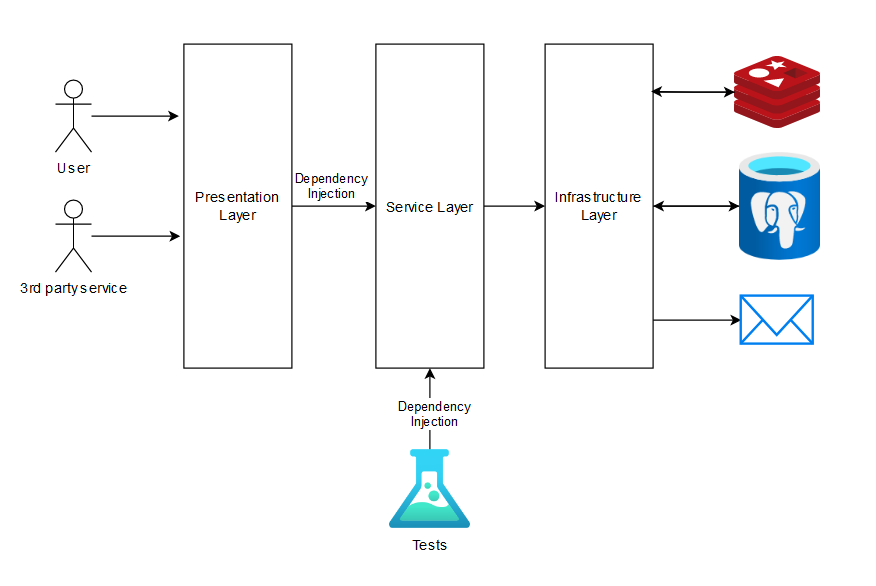 User
3rd party service
Presentation
Layer
Dependency
Injection
Service Layer
Infrastructure
Layer
Dependency
Injection
Tests